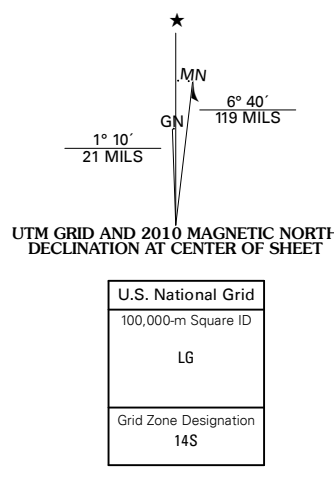 ★
MN
GN
6° 40´
119 MILS
1° 10´
21 MILS
UTM GRID AND 2010 MAGNETIC NORTH
DECLINATION AT CENTER OF SHEET
U.S. National Grid
100,000-m Square ID
LG
Grid Zone Designation
14S